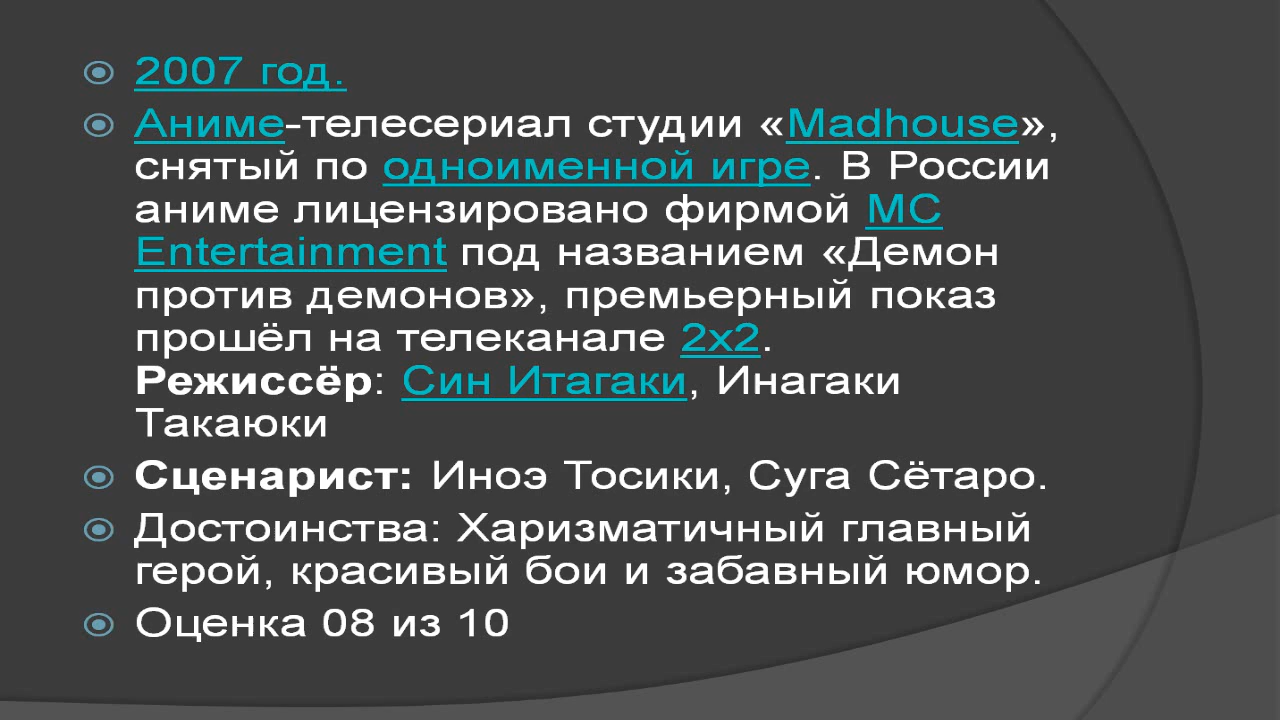 2007 год.
Аниме-телесериал студии «Madhouse»,
снятый по одноименной игре. В России
аниме лицензировано фирмой MC
Entertainment под названием «Демон
против демонов», премьерный показ
прошёл на телеканале 2x2.
Режиссёр: Син Итагаки, Инагаки
Такаюки
Сценарист: Иноэ Тосики, Суга Сётаро.
Достоинства: Харизматичный главный
герой, красивый бои и забавный юмор.
Оценка 08 из 10